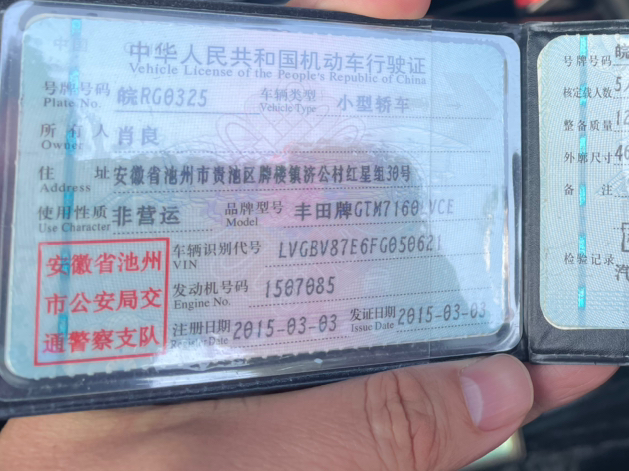 中华人民共和国机动车行驶证
Vehicle License of the People's Republic of China
号牌号码 皖RG0325 车辆类型 小型轿车
Plate No. Vehicle Type
所有人 肖良
Owner
住址 安徽省池州市贵池区牌楼镇济公村红星组30号
Address
使用性质 非营运 品牌型号 丰田牌GTM7160LVCE
Use Character Model
车辆识别代号 LVGBV87E6FG050621
VIN
发动机号码 1507085
Engine No.
注册日期 2015-03-03 发证日期 2015-03-03
Register Date Issue Date
安徽省池州
市公安局交
通警察支队
号牌号码 皖
核定载人数 5
整备质量 12
外廓尺寸 46
备注
检验记录